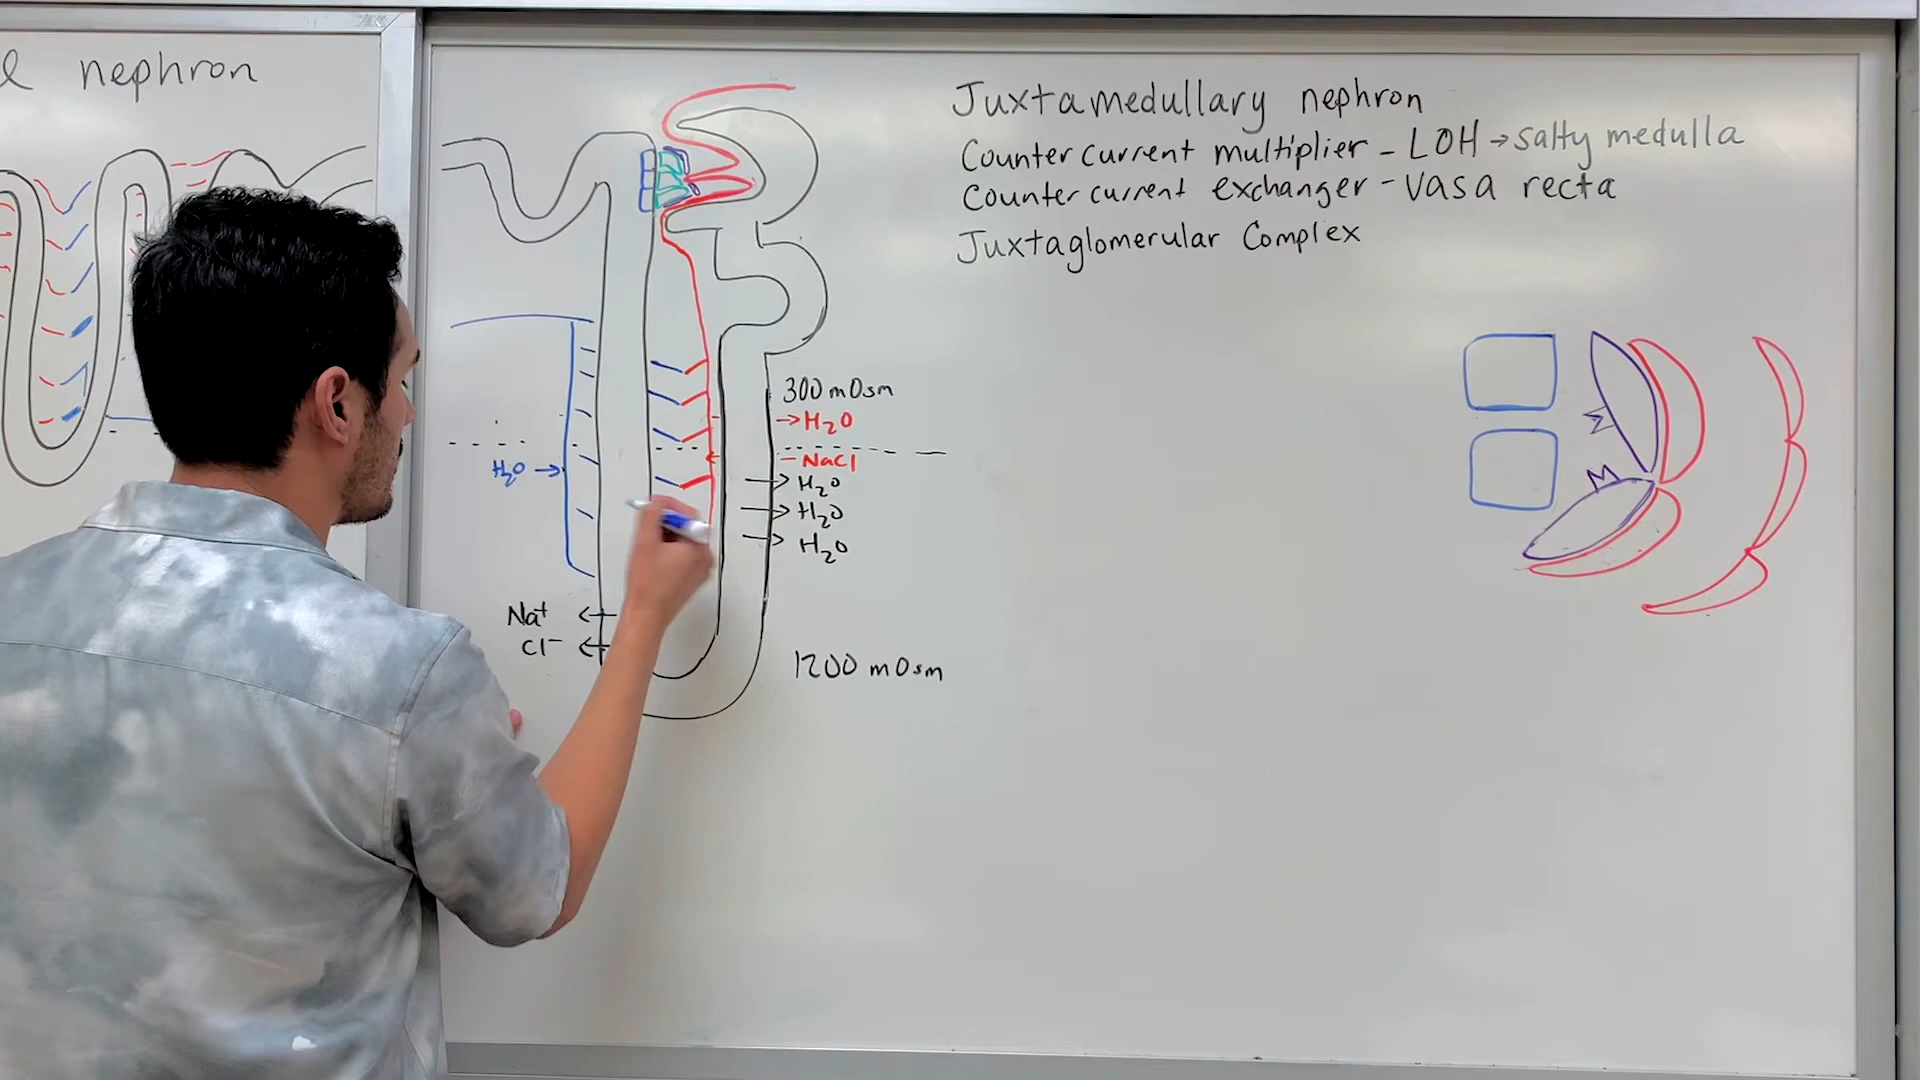 nephron
Juxtamedullary nephron
Counter current multiplier - LOH → salty medulla
Counter current exchanger - vasa recta
Juxtaglomerular Complex
300 mOsm
→ H₂O
- NaCl
H₂O →
H₂O
H₂O
H₂O
Na⁺
Cl⁻
1200 mOsm